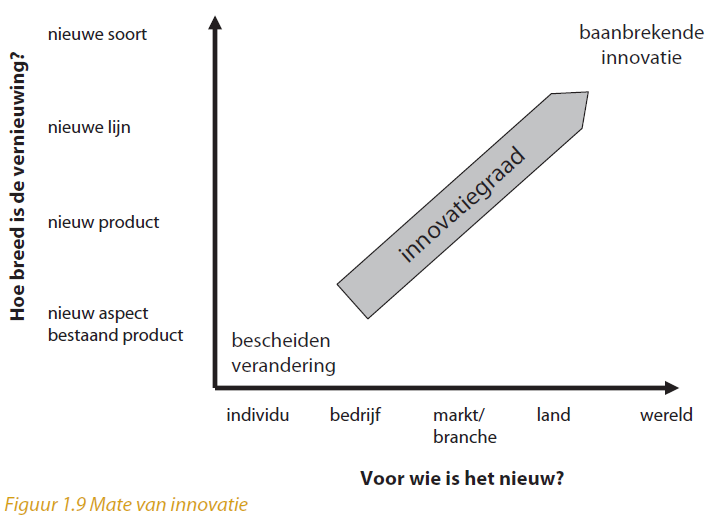 Hoe breed is de vernieuwing?
nieuwe soort
nieuwe lijn
nieuw product
nieuw aspect
bestaand product
baanbrekende
innovatie
innovatiegraad
bescheiden
verandering
individu
bedrijf
markt/
branche
land
wereld
Voor wie is het nieuw?
Figuur 1.9 Mate van innovatie